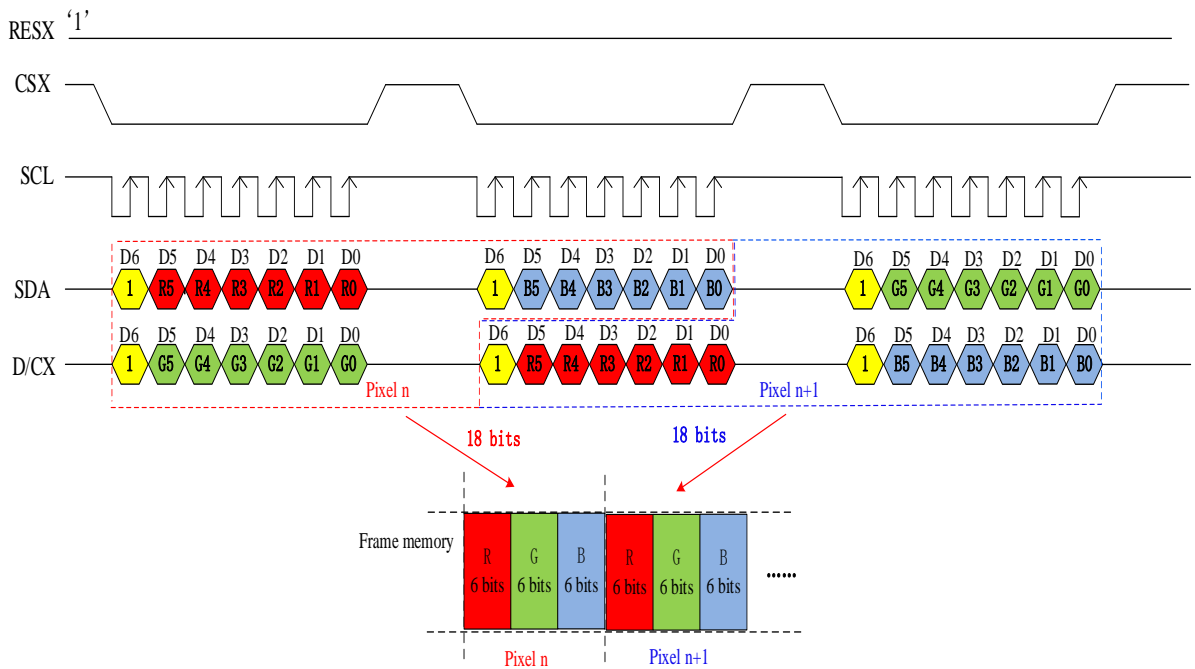 RESX ‘1’
CSX
SCL
D6 D5 D4 D3 D2 D1 D0 D6 D5 D4 D3 D2 D1 D0 D6 D5 D4 D3 D2 D1 D0
SDA 1 R5 R4 R3 R2 R1 R0 1 B5 B4 B3 B2 B1 B0 1 G5 G4 G3 G2 G1 G0
D6 D5 D4 D3 D2 D1 D0 D6 D5 D4 D3 D2 D1 D0 D6 D5 D4 D3 D2 D1 D0
D/CX 1 G5 G4 G3 G2 G1 G0 1 R5 R4 R3 R2 R1 R0 1 B5 B4 B3 B2 B1 B0
Pixel n Pixel n+1
18 bits 18 bits
Frame memory
R G B R G B
6 bits 6 bits 6 bits 6 bits 6 bits 6 bits ......
Pixel n Pixel n+1